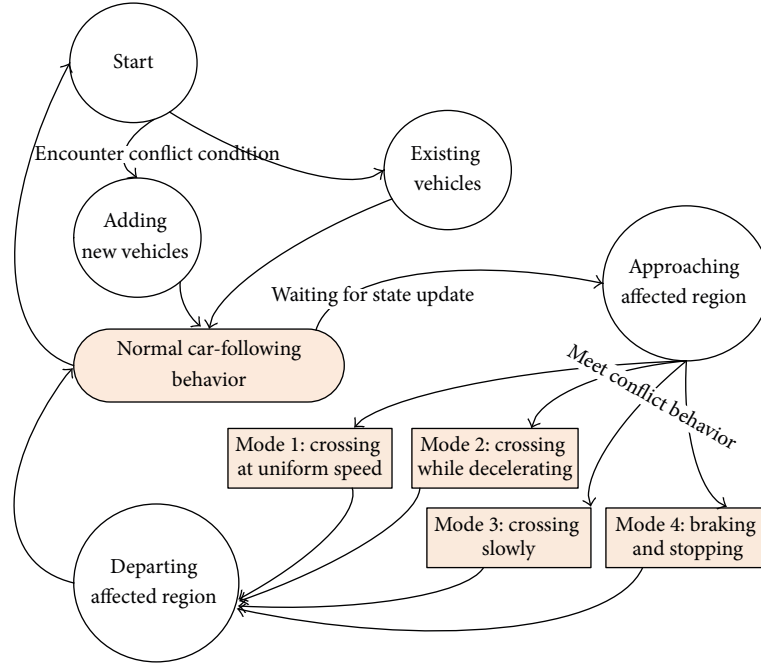 Start
Encounter conflict condition
Existing
vehicles
Adding
new vehicles
Approaching
affected region
Waiting for state update
Normal car-following
behavior
Meet conflict behavior
Mode 1: crossing
at uniform speed
Mode 2: crossing
while decelerating
Mode 3: crossing
slowly
Mode 4: braking
and stopping
Departing
affected region